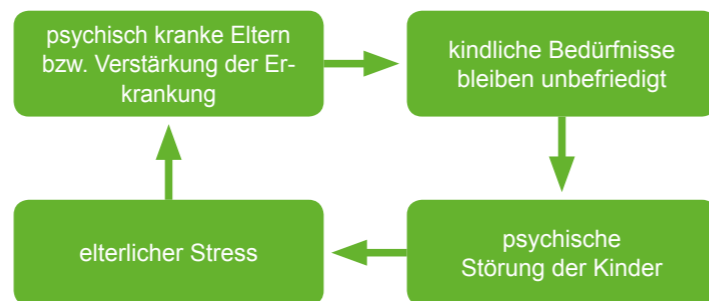 psychisch kranke Eltern
bzw. Verstärkung der Er-
krankung
kindliche Bedürfnisse
bleiben unbefriedigt
psychische
Störung der Kinder
elterlicher Stress